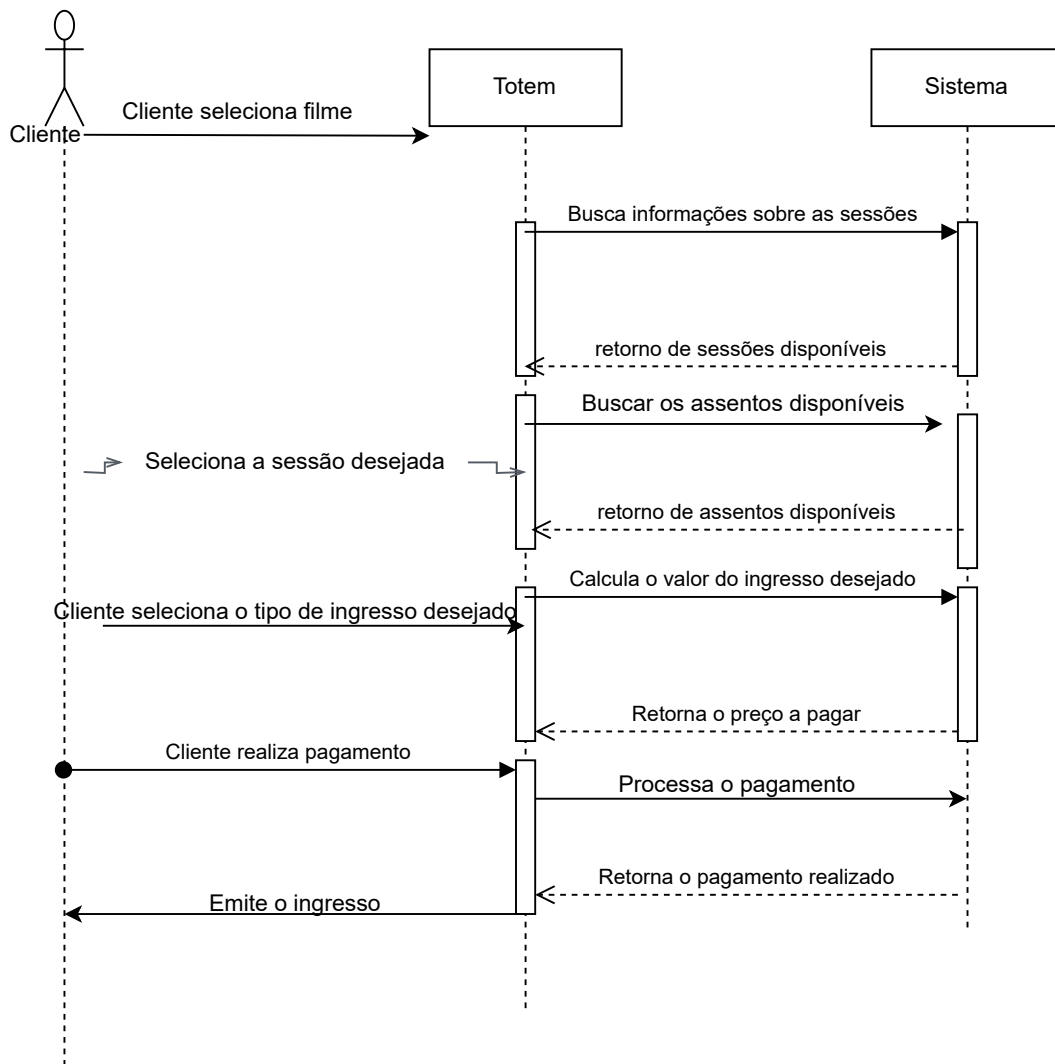 Totem
Sistema
Cliente seleciona filme
Cliente
Busca informações sobre as sessões
retorno de sessões disponíveis
Buscar os assentos disponíveis
Seleciona a sessão desejada
retorno de assentos disponíveis
Calcula o valor do ingresso desejado
Cliente seleciona o tipo de ingresso desejado
Retorna o preço a pagar
Cliente realiza pagamento
Processa o pagamento
Retorna o pagamento realizado
Emite o ingresso